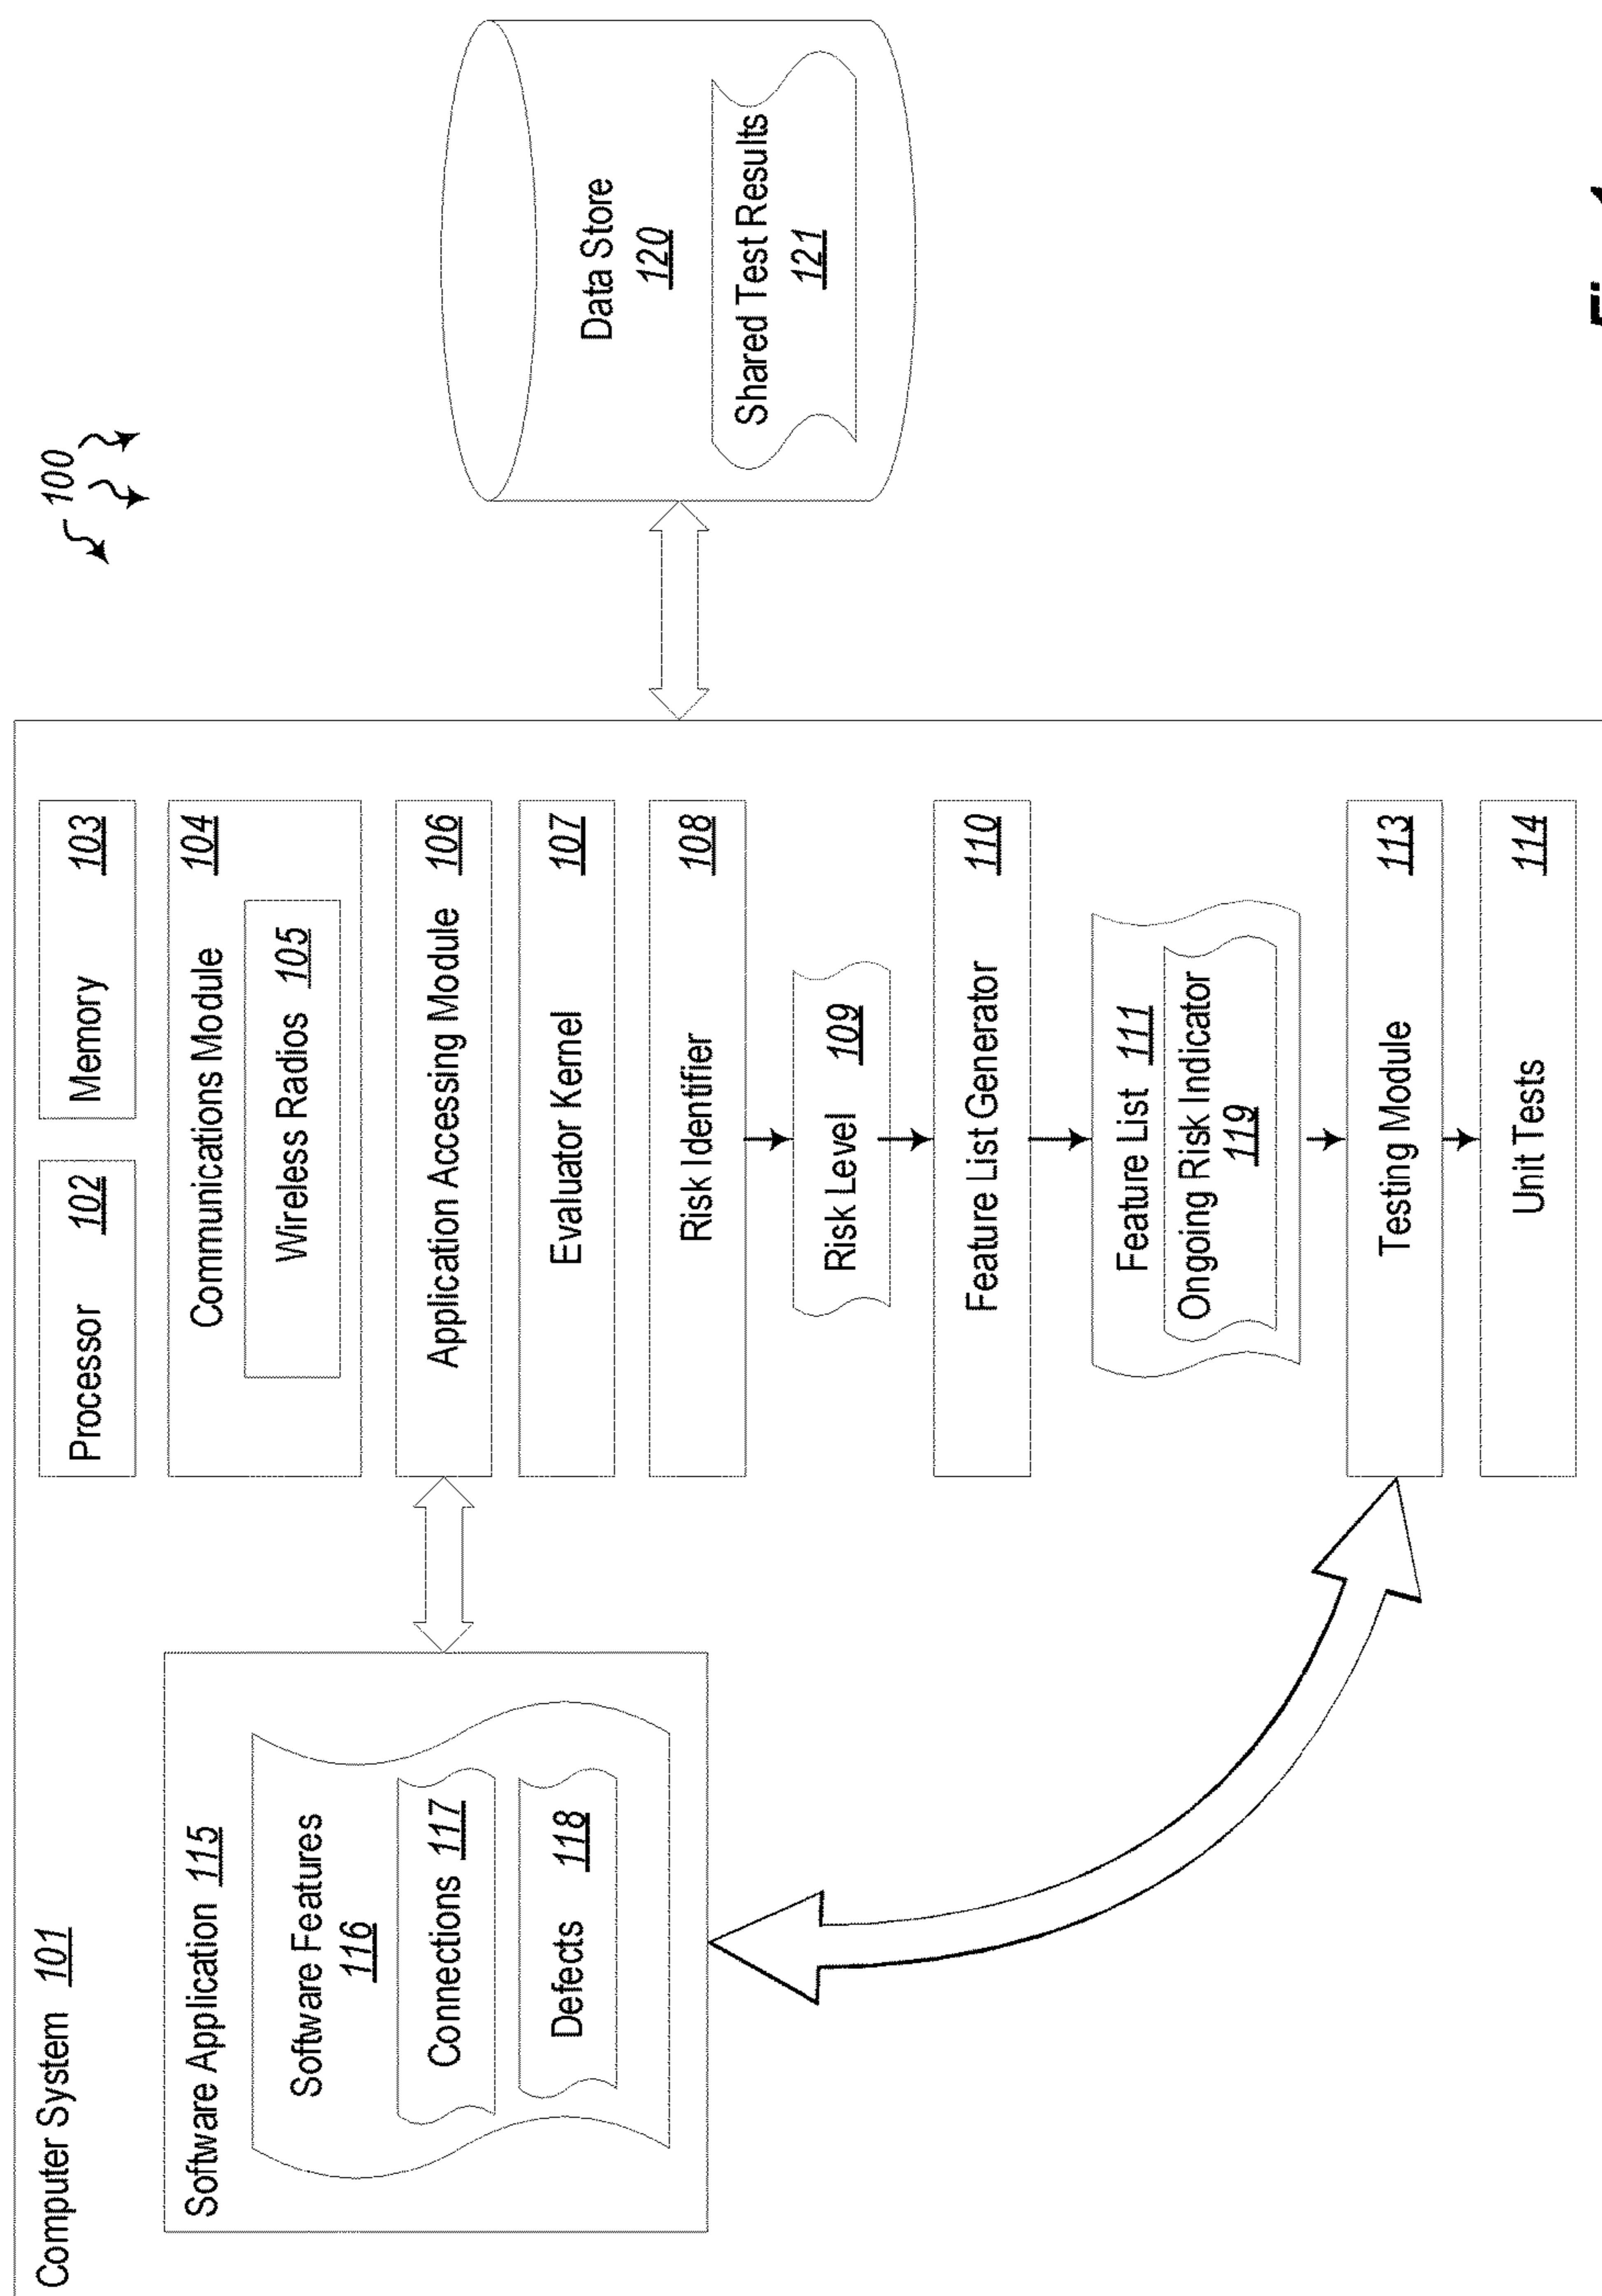 100
Computer System 101
Software Application 115
Software Features
116
Connections 117
Defects 118
Processor 102
Memory 103
Communications Module 104
Wireless Radios 105
Application Accessing Module 106
Evaluator Kernel 107
Risk Identifier 108
Risk Level 109
Feature List Generator 110
Feature List 111
Ongoing Risk Indicator
119
Testing Module 113
Unit Tests 114
Data Store
120
Shared Test Results
121